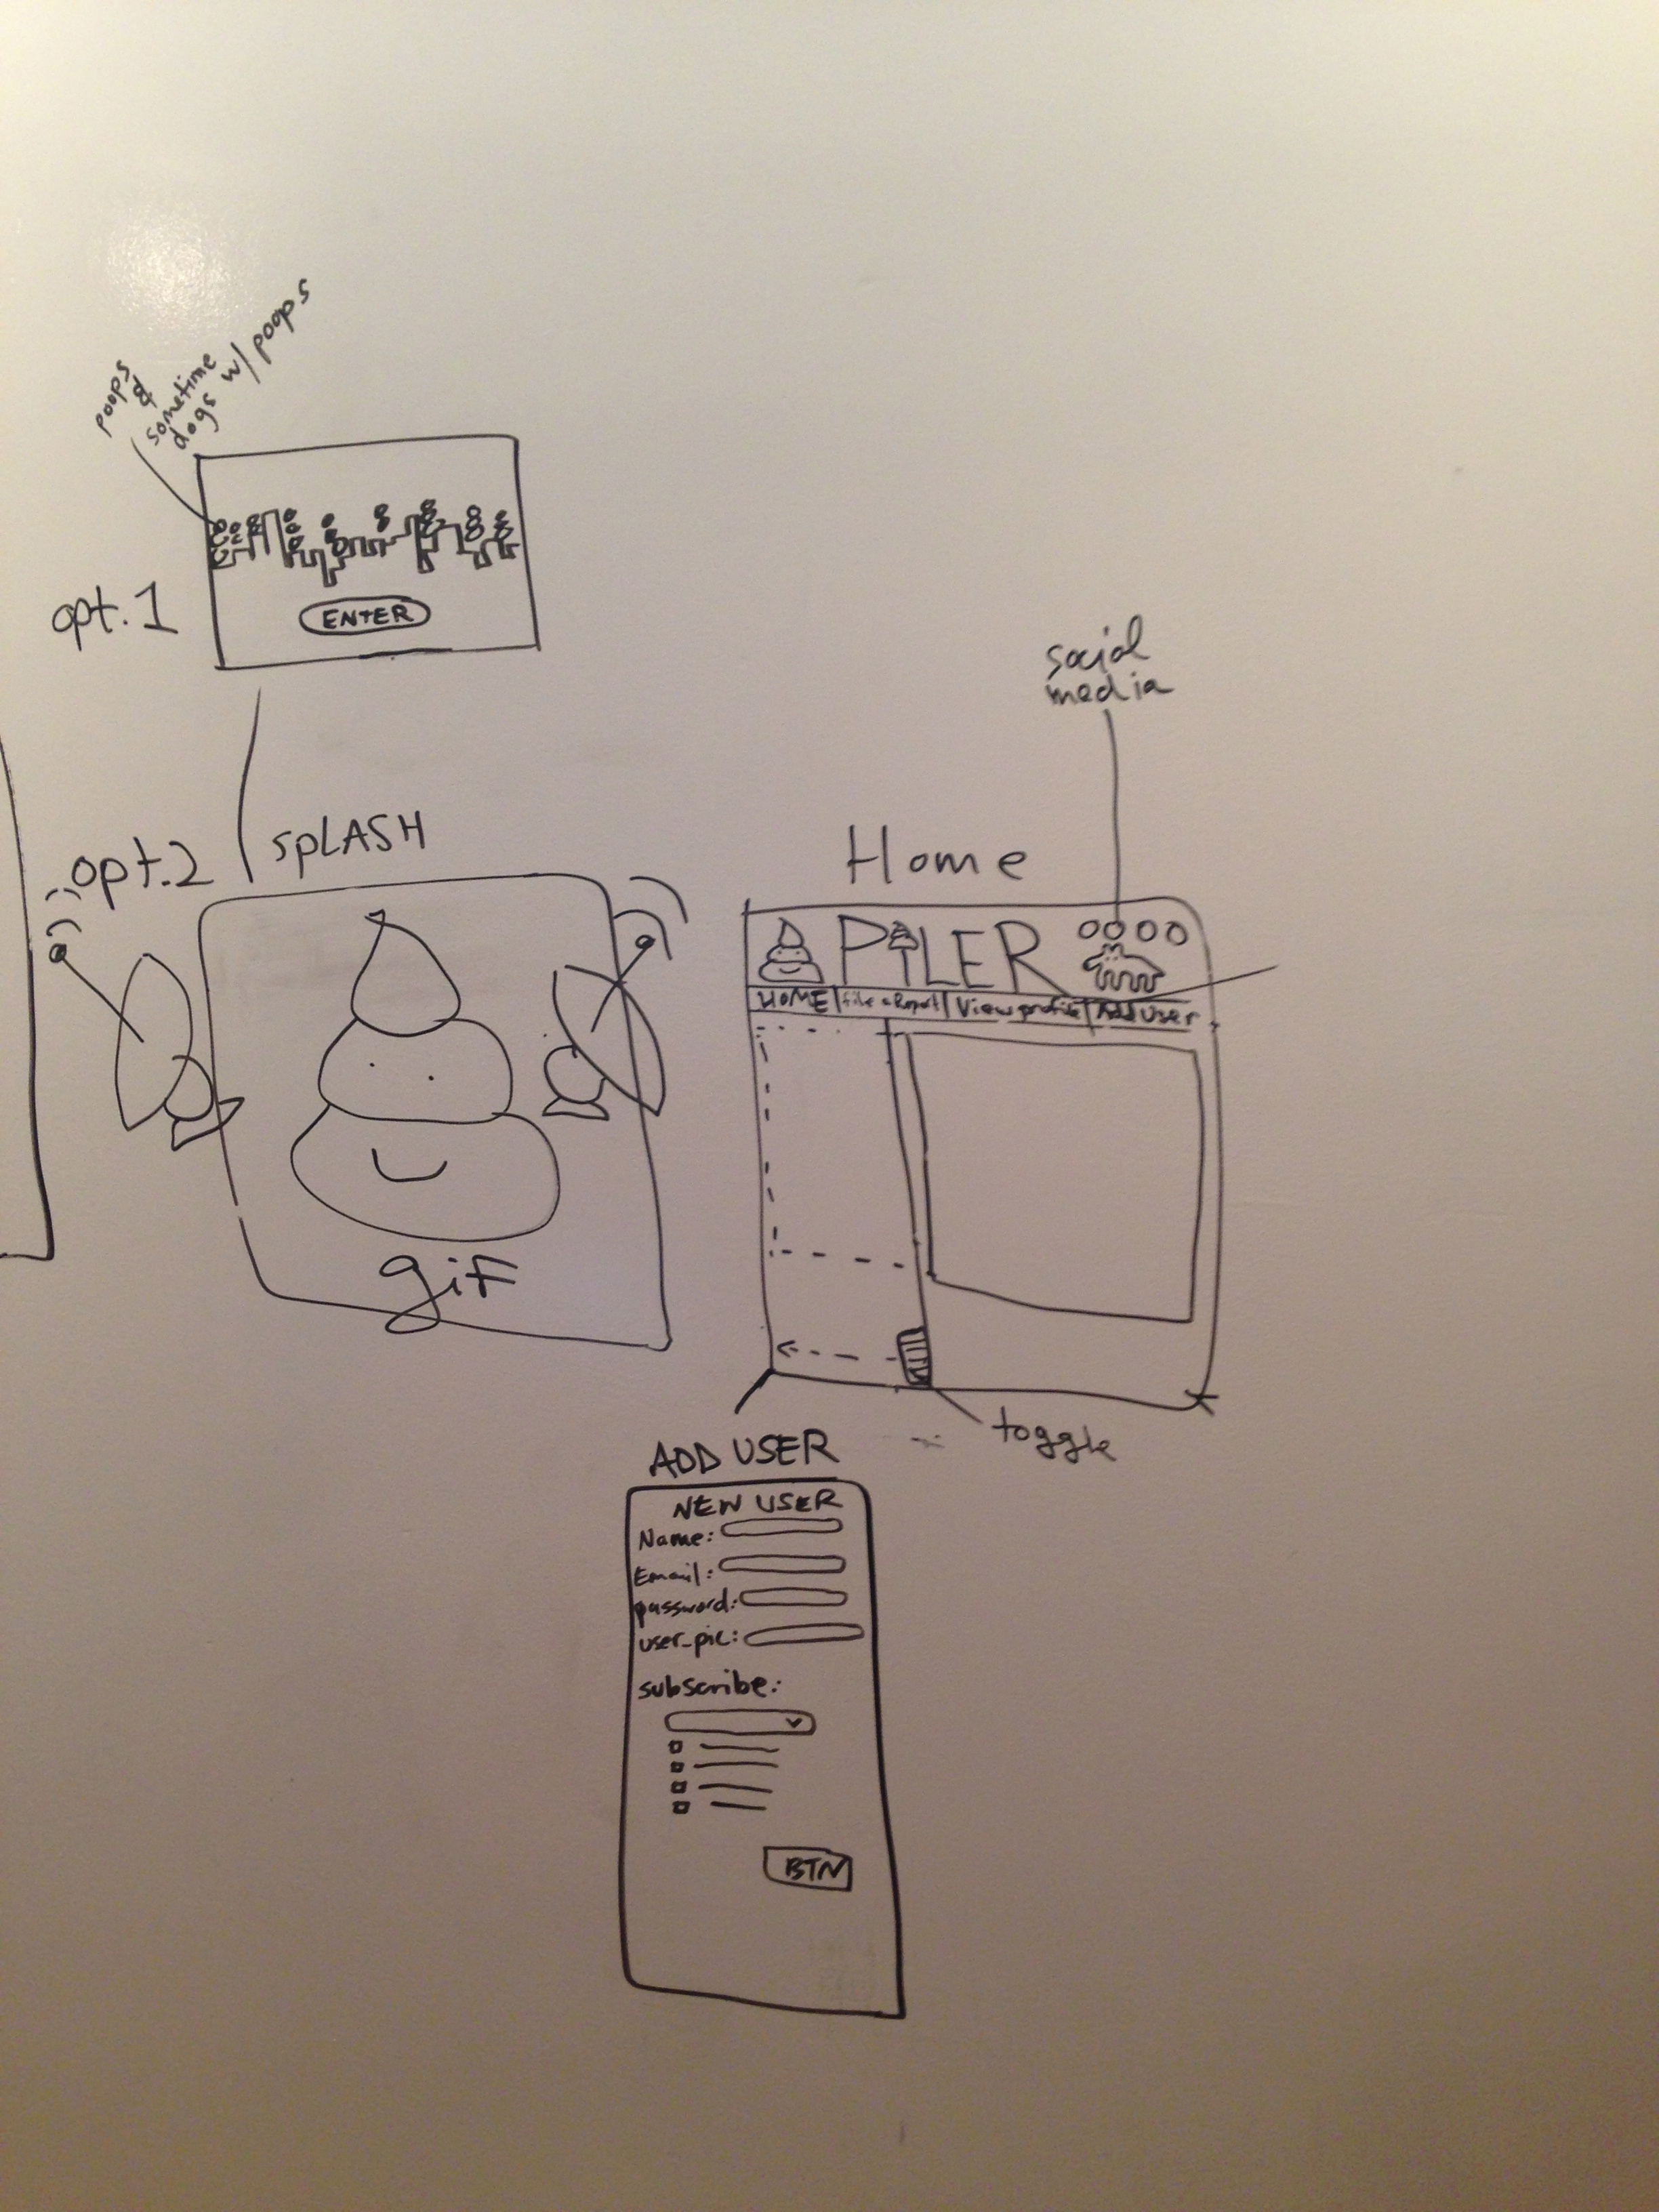 poops
&
sometime
dogs w/ poops
opt.1
ENTER
opt.2
SPLASH
giF
social
media
Home
PiLER
HOME | file a Report | View profile | Add User
toggle
ADD USER
NEW USER
Name:
Email:
password:
user_pic:
subscribe:
BTN